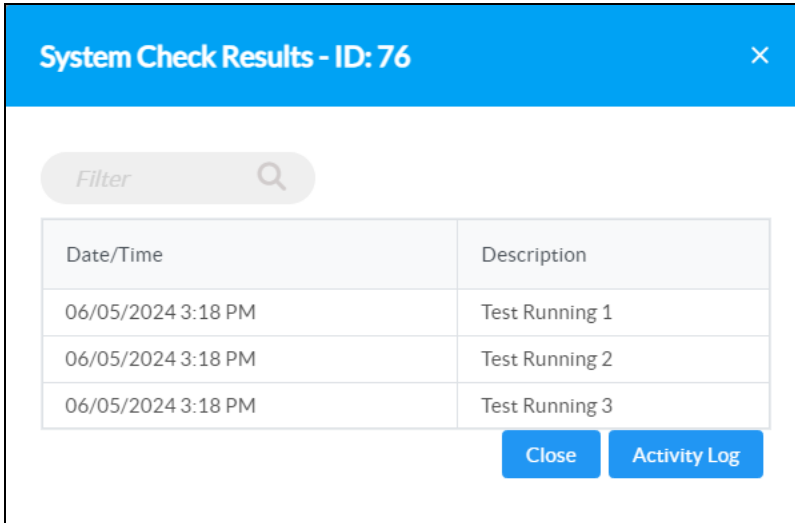 System Check Results - ID: 76 ×
Filter
Date/Time Description
06/05/2024 3:18 PM Test Running 1
06/05/2024 3:18 PM Test Running 2
06/05/2024 3:18 PM Test Running 3
Close Activity Log